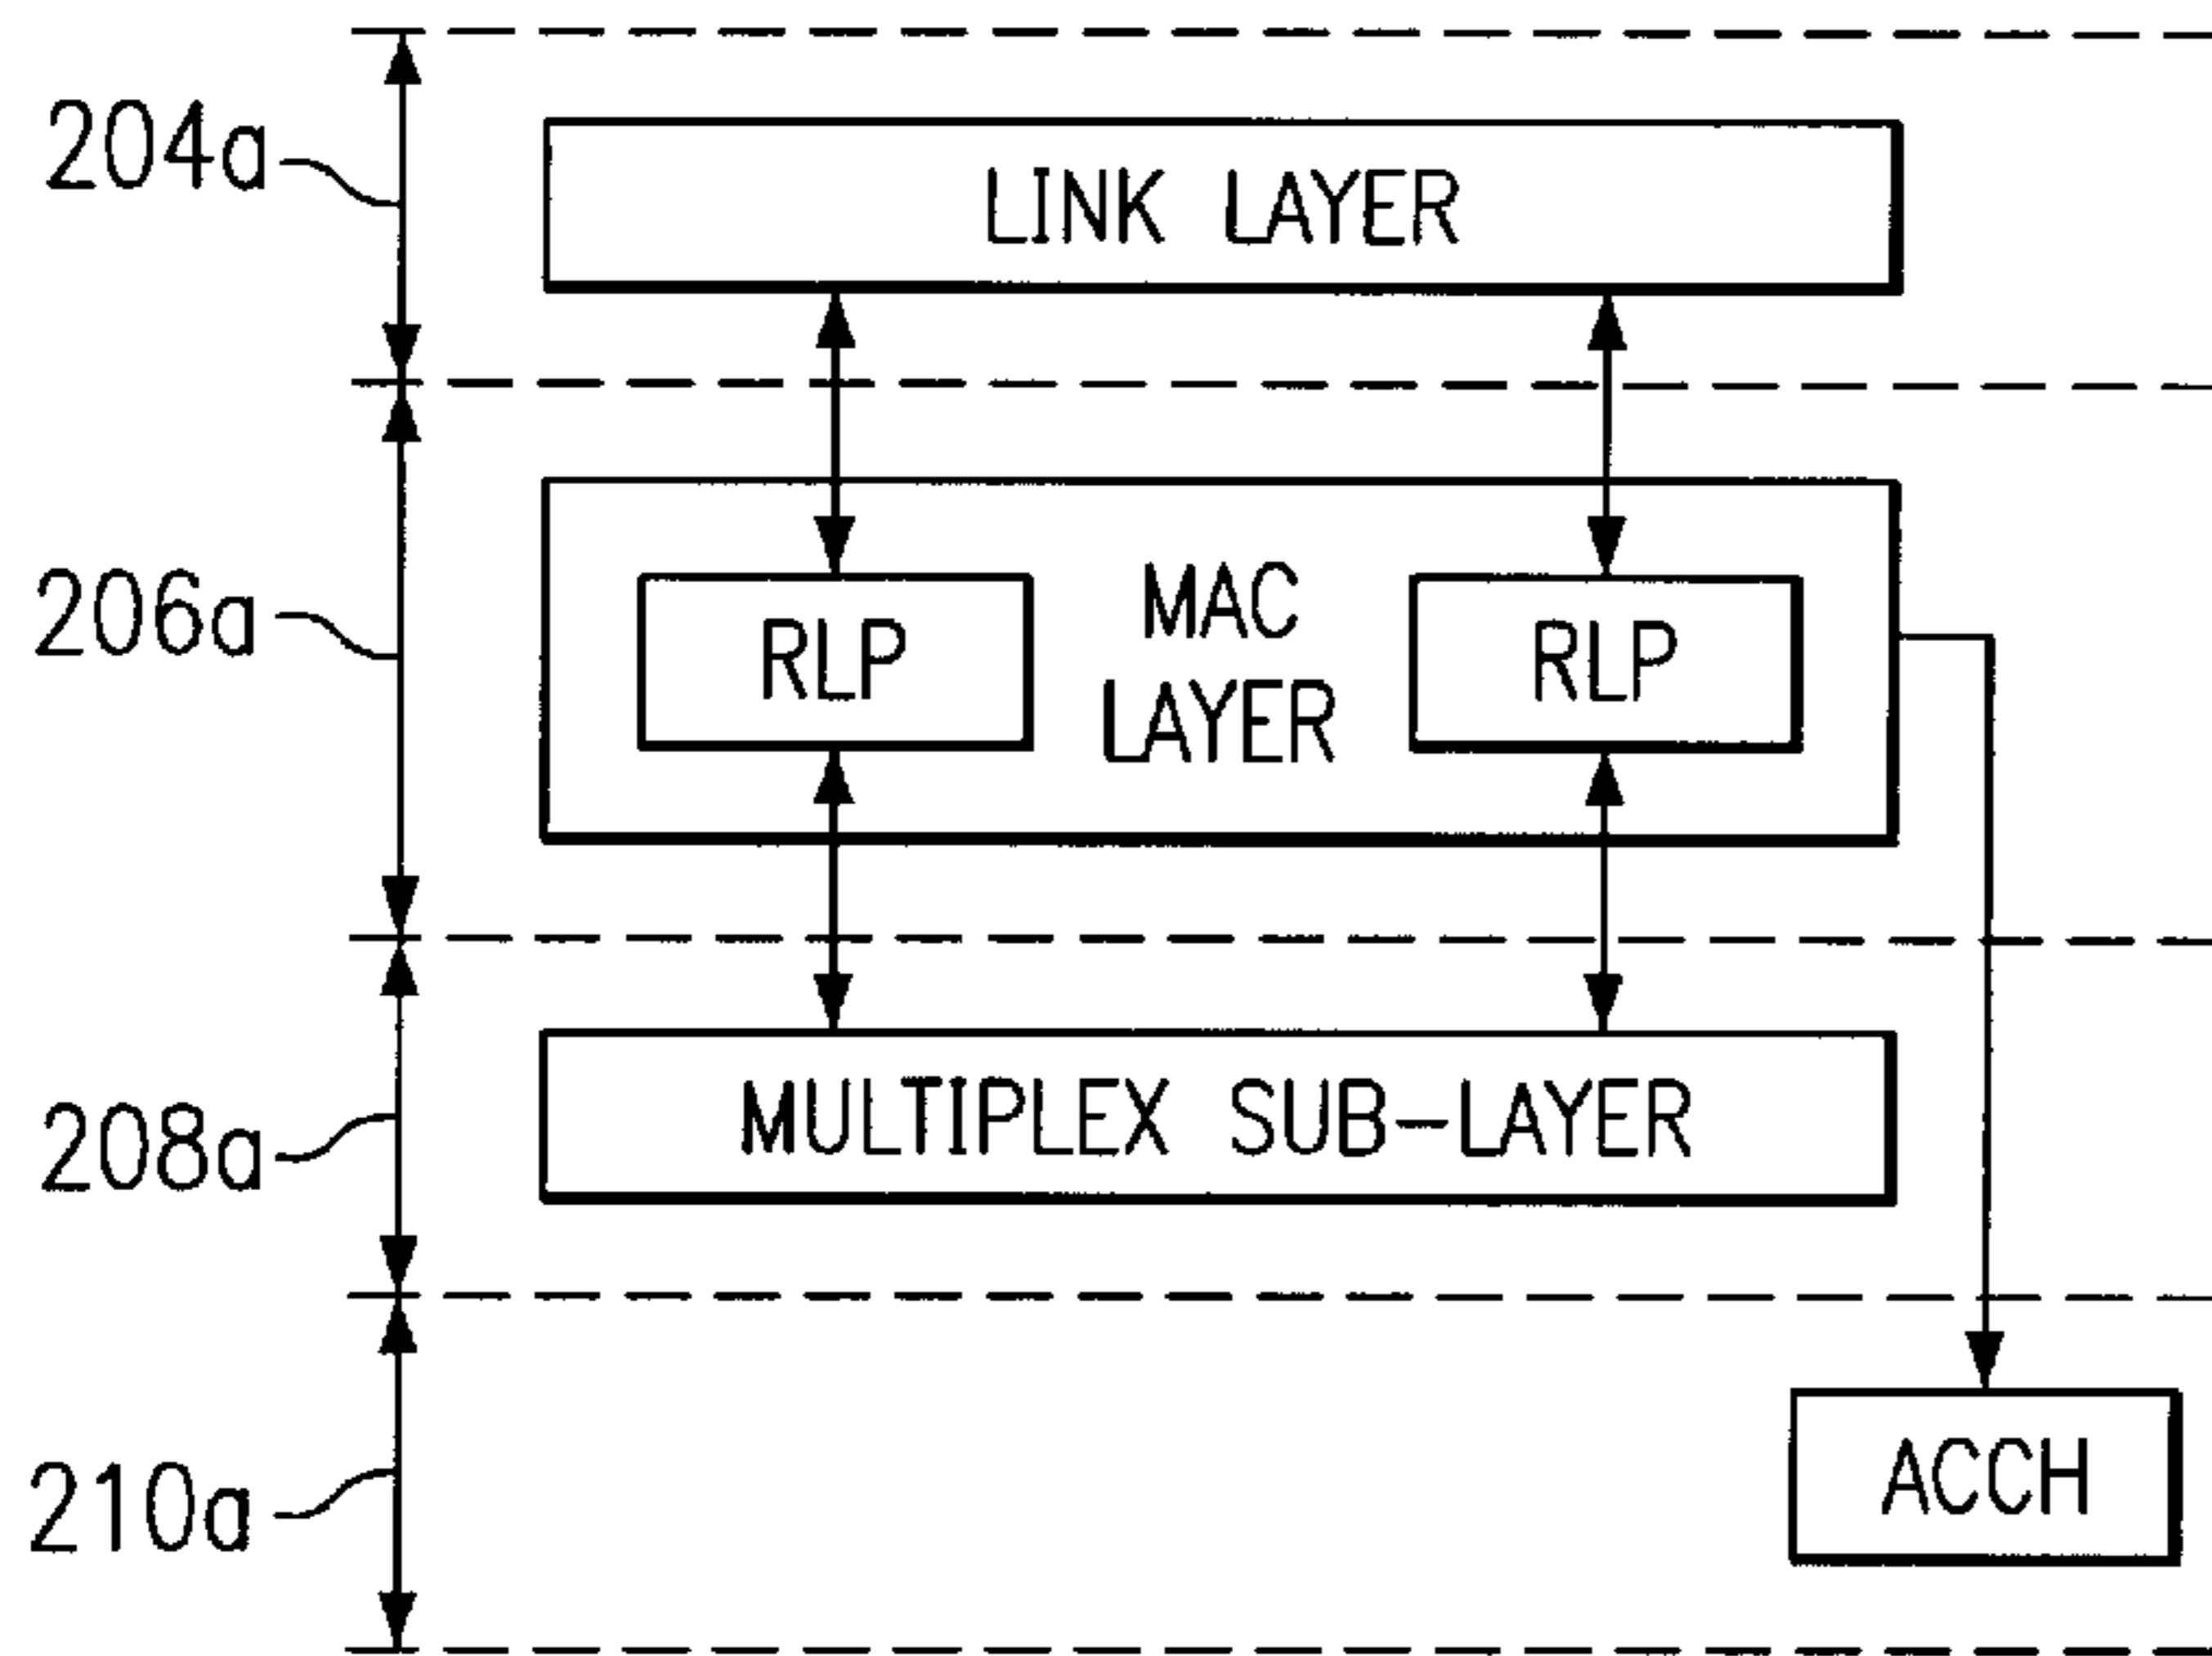 204a
LINK LAYER
206a
RLP
MAC
LAYER
RLP
208a
MULTIPLEX SUB-LAYER
210a
ACCH